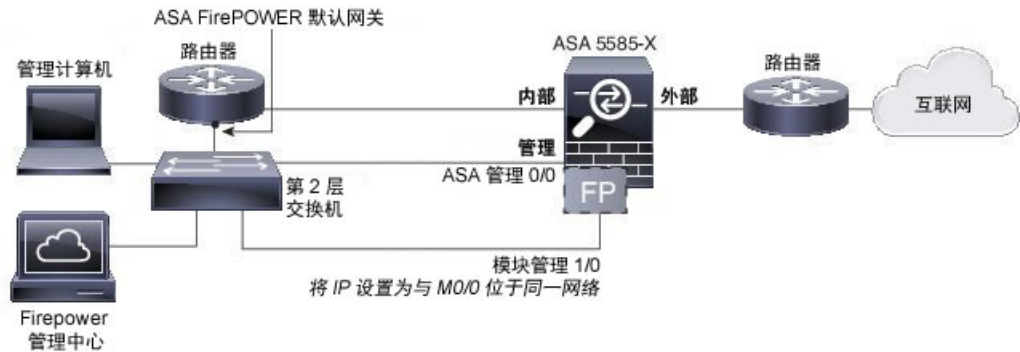 ASA FirePOWER 默认网关
路由器
管理计算机
ASA 5585-X
路由器
内部
外部
互联网
管理
ASA 管理 0/0
第 2 层
交换机
FP
模块管理 1/0
将 IP 设置为与 M0/0 位于同一网络
Firepower
管理中心